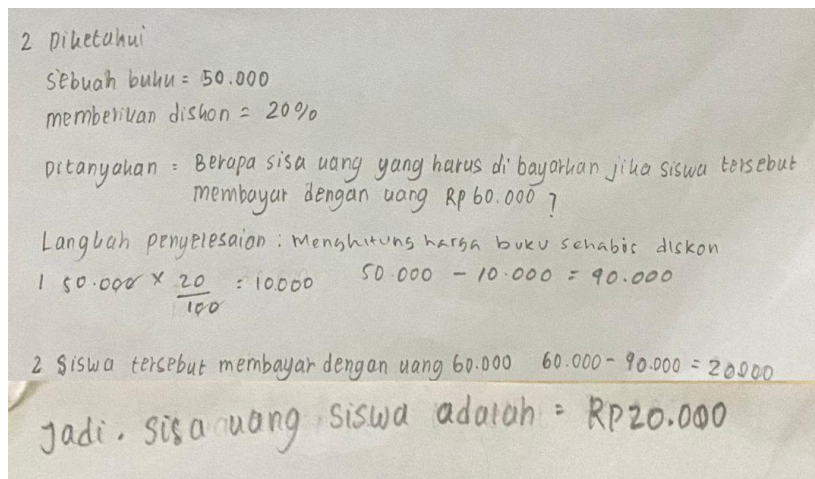 2 Diketahui
Sebuah buku = 50.000
memberikan diskon = 20%
Ditanyakan = Berapa sisa uang yang harus di bayarkan jika siswa tersebut
membayar dengan uang Rp 60.000 ?
Langkah penyelesaian : Menghitung harga buku sehabis diskon
1 50.000 × 20/100 = 10.000 50.000 - 10.000 = 90.000
2 Siswa tersebut membayar dengan uang 60.000 60.000 - 90.000 = 20000
Jadi. Sisa uang siswa adalah = RP20.000